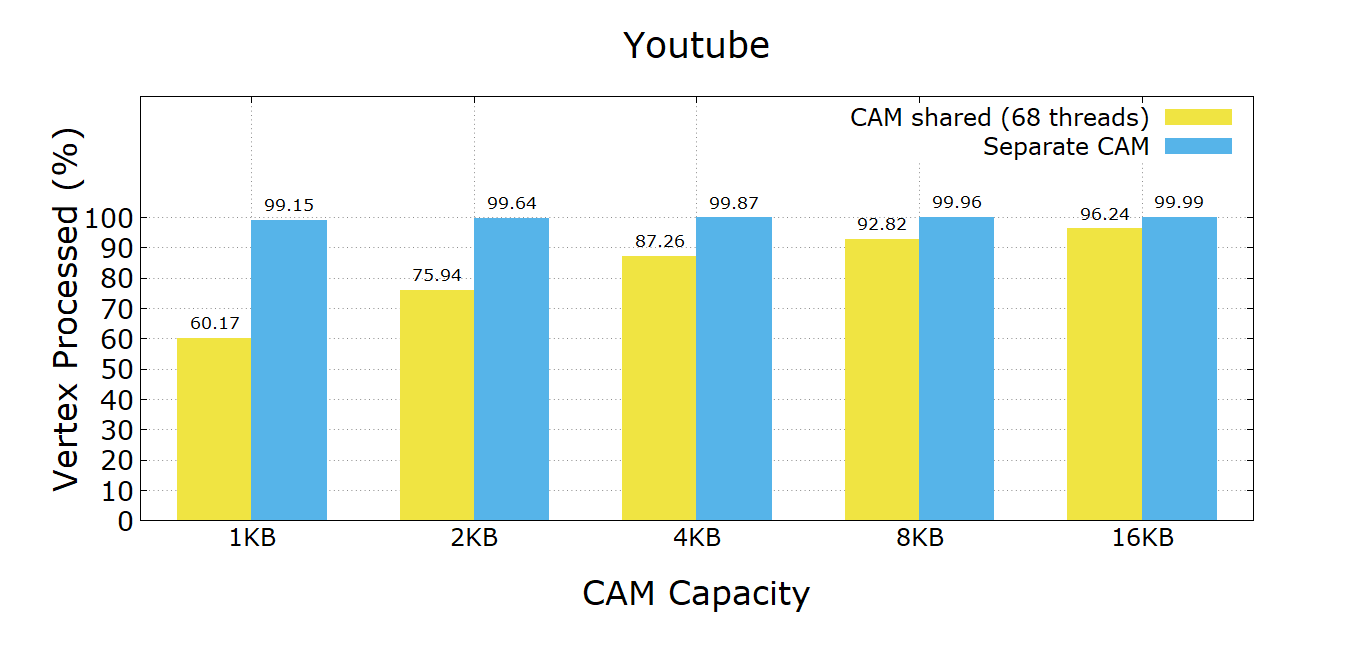 Youtube
CAM shared (68 threads)
Separate CAM
Vertex Processed (%)
100
90
80
70
60
50
40
30
20
10
0
60.17
99.15
75.94
99.64
87.26
99.87
92.82
99.96
96.24
99.99
1KB
2KB
4KB
8KB
16KB
CAM Capacity